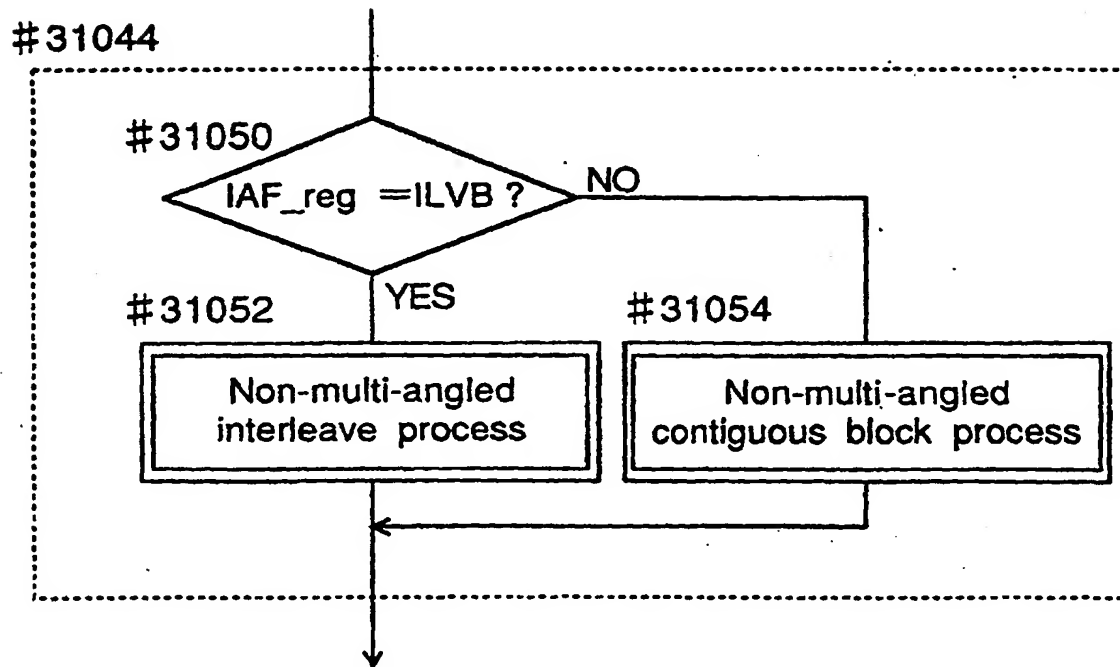 #31044
#31050
IAF_reg =ILVB ?
NO
YES
#31052
#31054
Non-multi-angled
interleave process
Non-multi-angled
contiguous block process